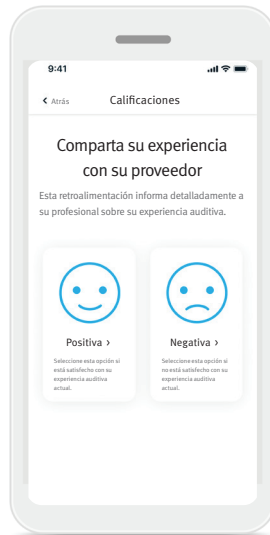 9:41
< Atrás Calificaciones
Comparta su experiencia
con su proveedor
Esta retroalimentación informa detalladamente a
su profesional sobre su experiencia auditiva.
Positiva >
Seleccione esta opción si
está satisfecho con su
experiencia auditiva
actual.
Negativa >
Seleccione esta opción si
no está satisfecho con su
experiencia auditiva
actual.